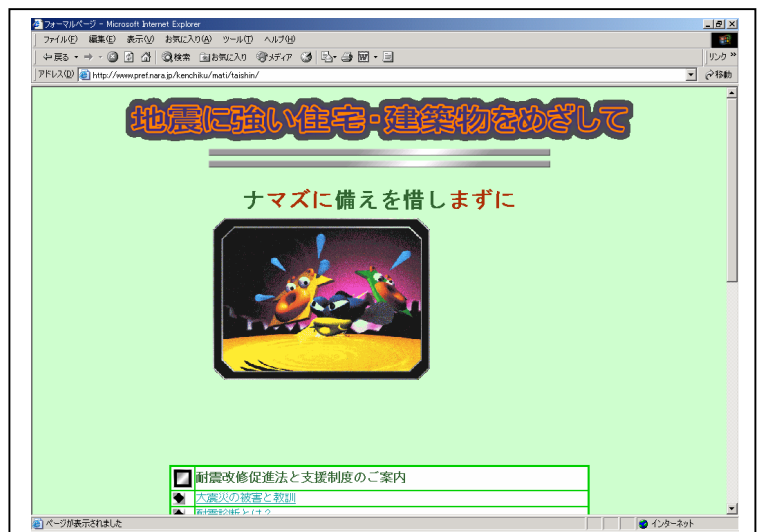 フォーマルページ - Microsoft Internet Explorer
ファイル(F) 編集(E) 表示(V) お気に入り(A) ツール(T) ヘルプ(H)
戻る 検索 お気に入り メディア リンク »
アドレス(D) http://www.pref.nara.jp/kenchiku/mati/taishin/ 移動
地震に強い住宅・建築物をめざして
ナマズに備えを惜しまずに
耐震改修促進法と支援制度のご案内
大震災の被害と教訓
耐震診断とは？
ページが表示されました インターネット